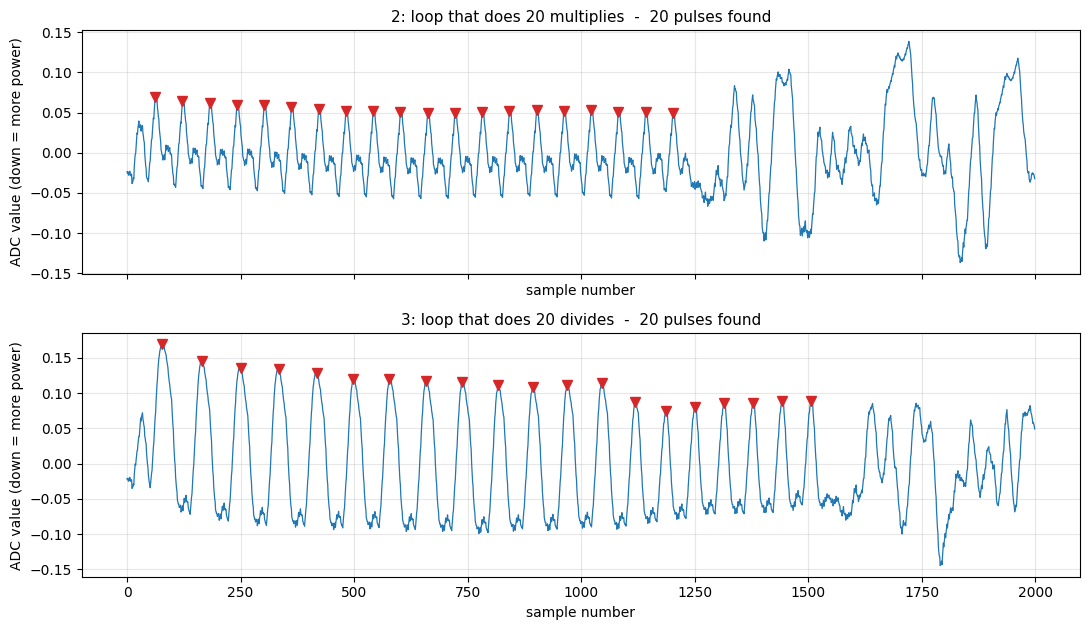 2: loop that does 20 multiplies  -  20 pulses found
ADC value (down = more power)
0.15
0.10
0.05
0.00
−0.05
−0.10
−0.15
sample number
3: loop that does 20 divides  -  20 pulses found
ADC value (down = more power)
0.15
0.10
0.05
0.00
−0.05
−0.10
−0.15
0 250 500 750 1000 1250 1500 1750 2000
sample number